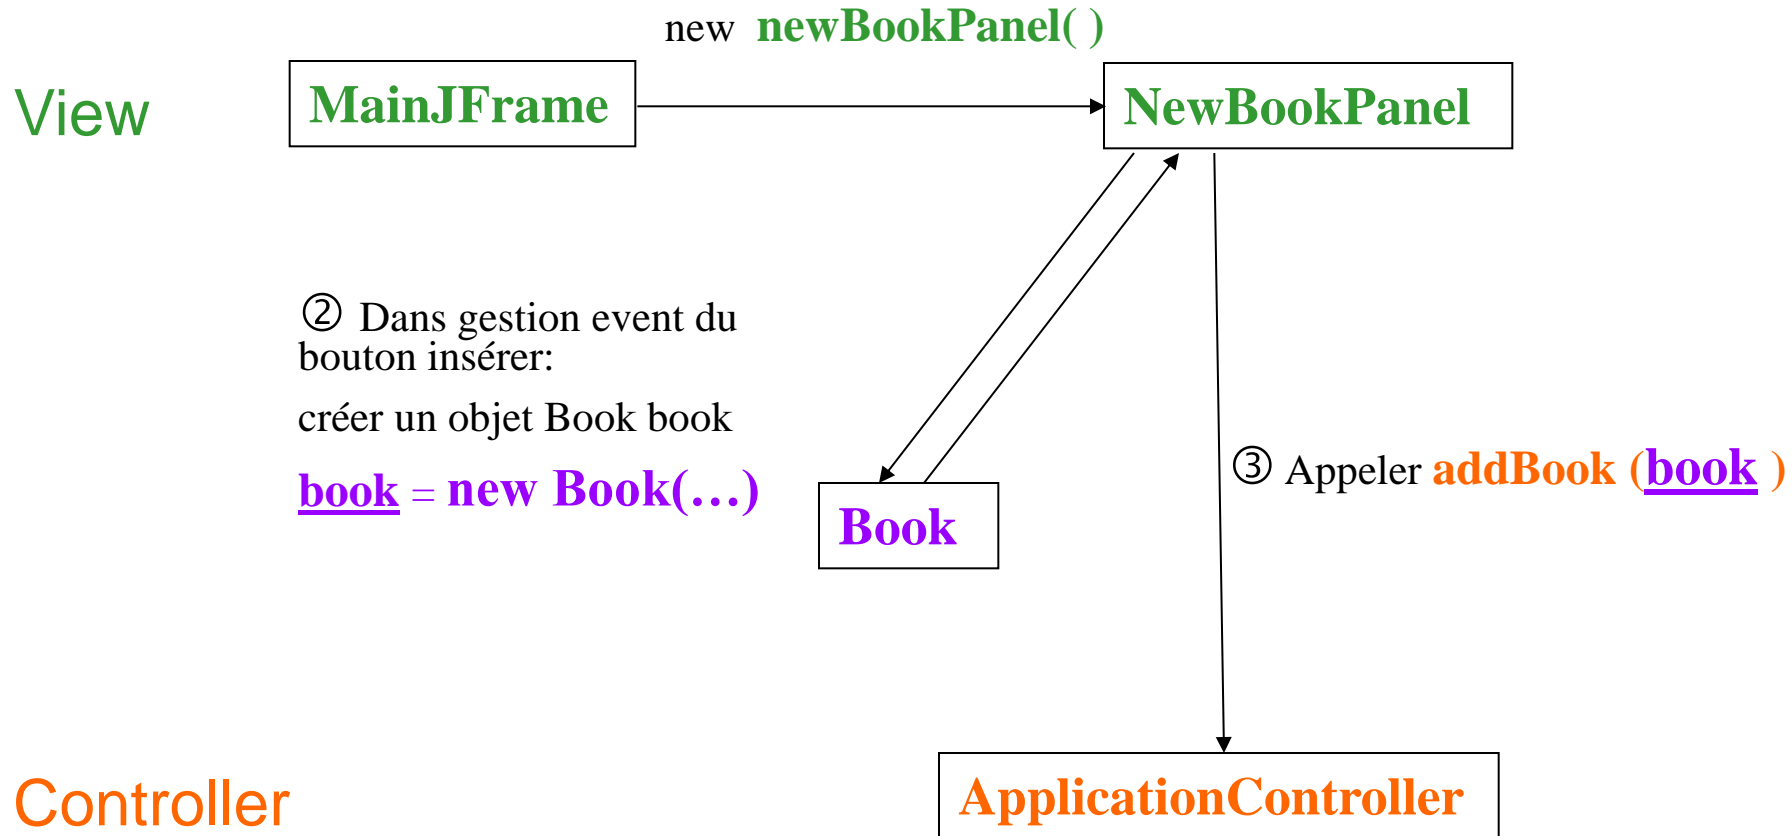 new newBookPanel( )
View
MainJFrame
NewBookPanel
② Dans gestion event du
bouton insérer:
créer un objet Book book
book = new Book(…)
③ Appeler addBook (book )
Book
Controller
ApplicationController